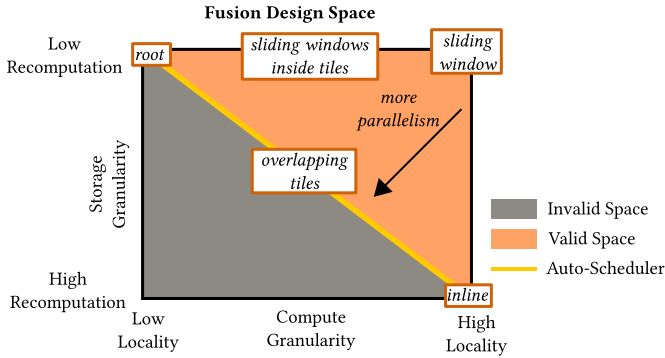 Fusion Design Space
Low
Recomputation
root
sliding windows
inside tiles
sliding
window
more
parallelism
Storage
Granularity
overlapping
tiles
Invalid Space
Valid Space
Auto-Scheduler
High
Recomputation
inline
Low
Locality
Compute
Granularity
High
Locality